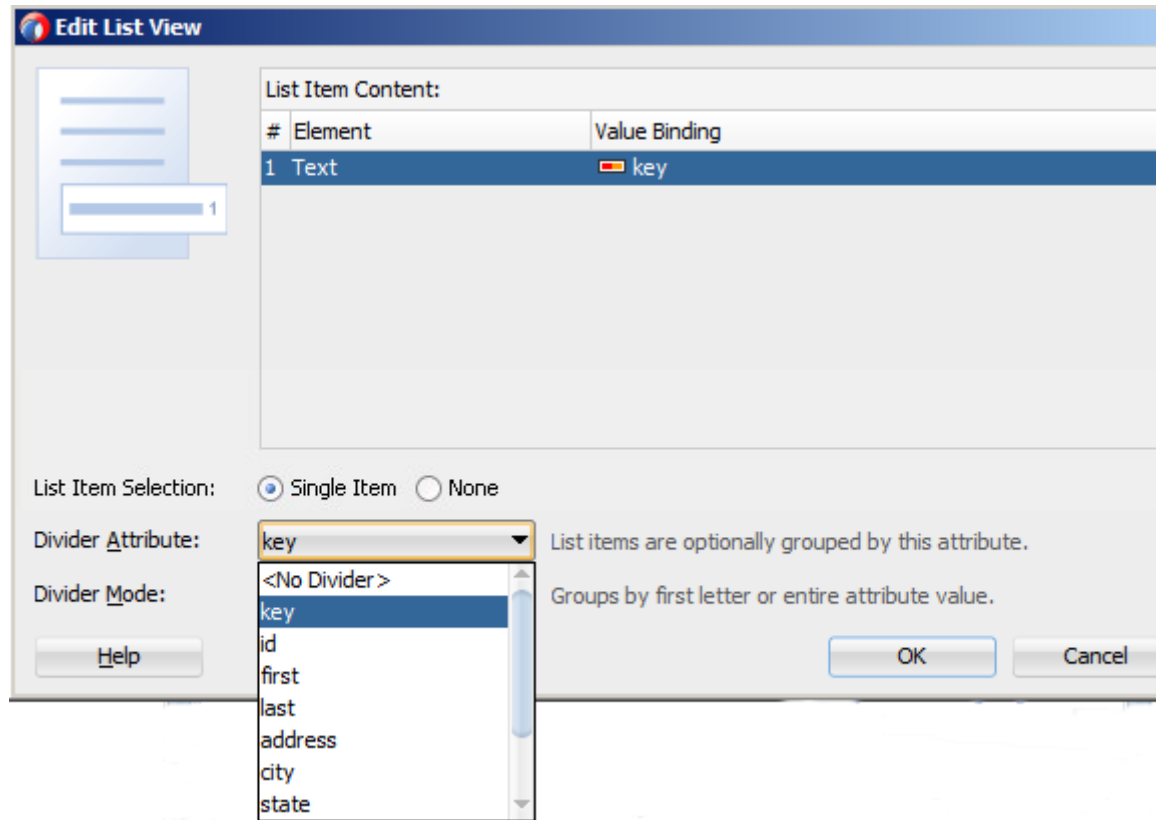 Edit List View
List Item Content:
# Element Value Binding
1 Text key
1
List Item Selection: Single Item None
Divider Attribute: key List items are optionally grouped by this attribute.
<No Divider>
Divider Mode: Groups by first letter or entire attribute value.
key
id
Help OK Cancel
first
last
address
city
state